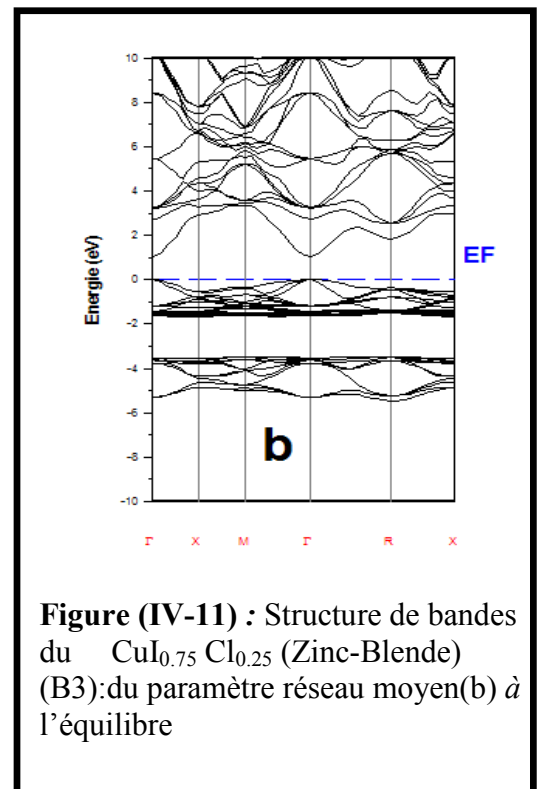 10
8
6
4
2
0
-2
-4
-6
-8
-10
Energie (eV)
EF
b
Γ X M Γ R X
Figure (IV-11) : Structure de bandes
du CuI₀.₇₅ Cl₀.₂₅ (Zinc-Blende)
(B3):du paramètre réseau moyen(b) à
l’équilibre